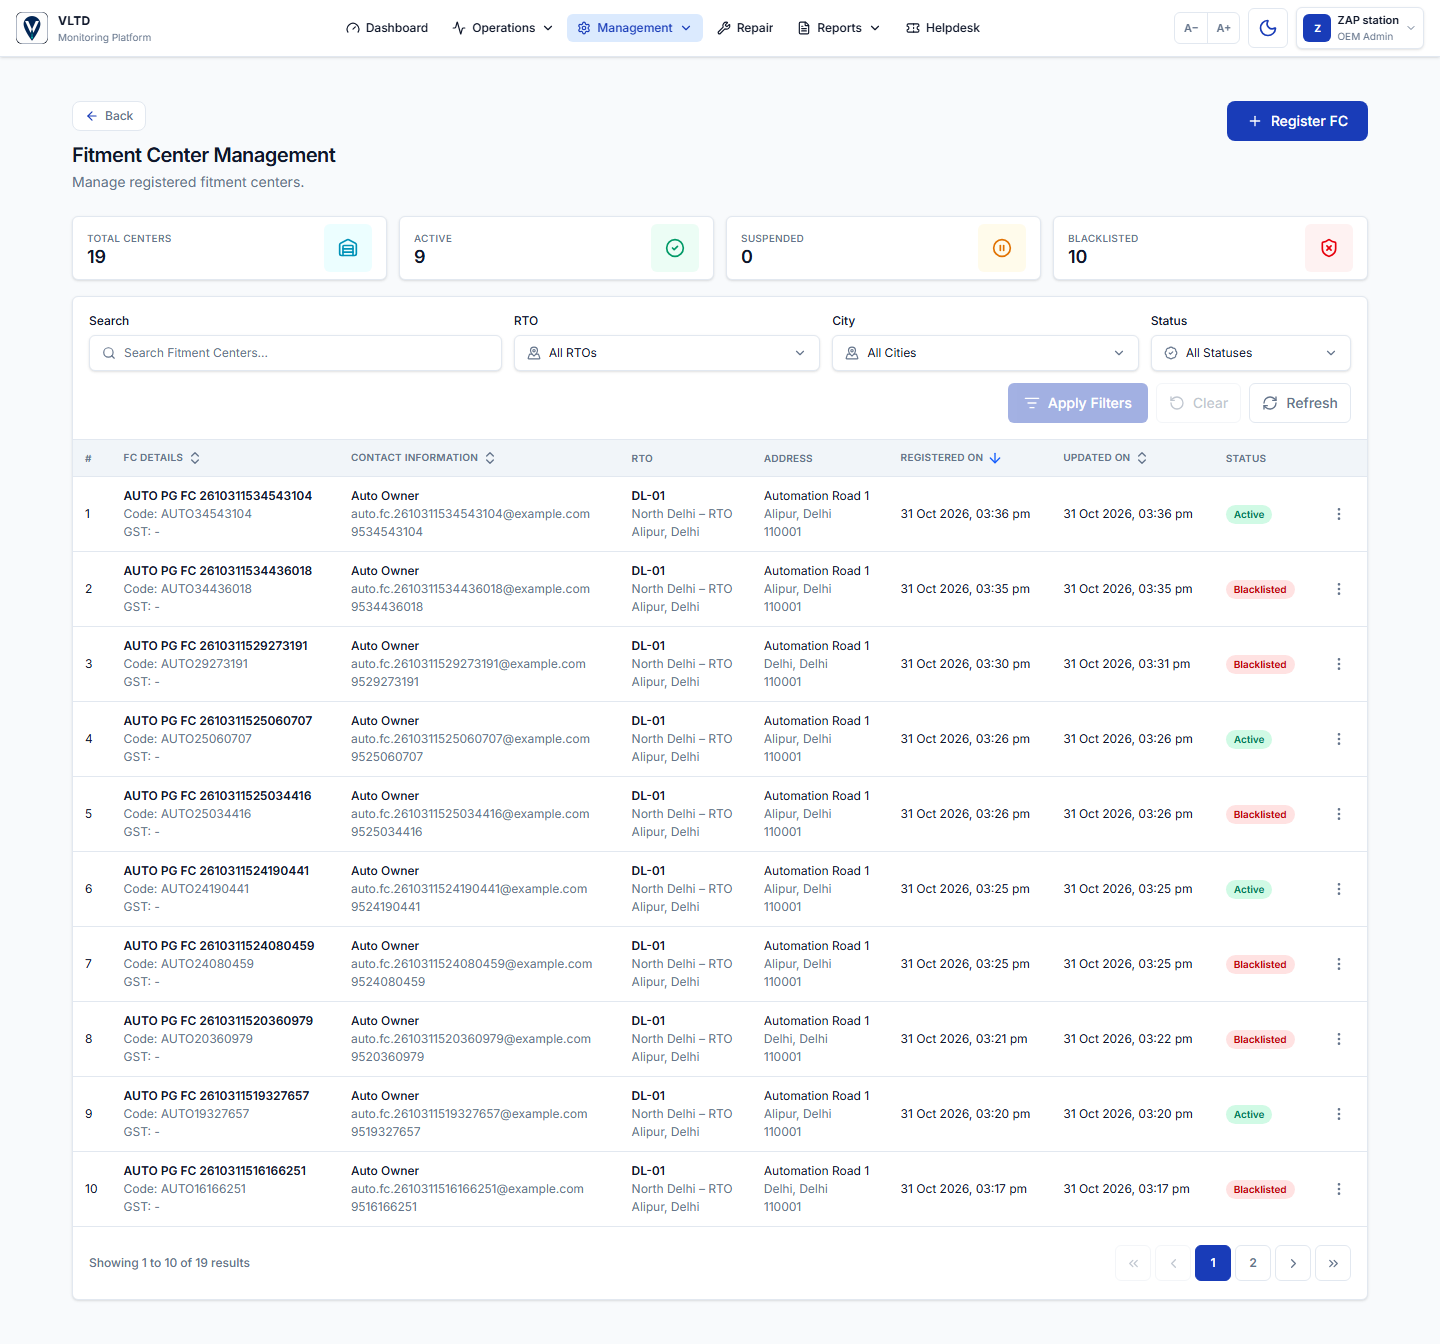 VLTD
Monitoring Platform
Dashboard
Operations
Management
Repair
Reports
Helpdesk
A−
A+
Z
ZAP station
OEM Admin
Back
Register FC
Fitment Center Management
Manage registered fitment centers.
TOTAL CENTERS
19
ACTIVE
9
SUSPENDED
0
BLACKLISTED
10
Search
RTO
City
Status
Search Fitment Centers...
All RTOs
All Cities
All Statuses
Apply Filters
Clear
Refresh
# FC DETAILS CONTACT INFORMATION RTO ADDRESS REGISTERED ON UPDATED ON STATUS
AUTO PG FC 2610311534543104 Auto Owner DL-01 Automation Road 1
1 Code: AUTO34543104 auto.fc.2610311534543104@example.com North Delhi – RTO Alipur, Delhi 31 Oct 2026, 03:36 pm 31 Oct 2026, 03:36 pm Active
GST: - 9534543104 Alipur, Delhi 110001
AUTO PG FC 2610311534436018 Auto Owner DL-01 Automation Road 1
2 Code: AUTO34436018 auto.fc.2610311534436018@example.com North Delhi – RTO Alipur, Delhi 31 Oct 2026, 03:35 pm 31 Oct 2026, 03:35 pm Blacklisted
GST: - 9534436018 Alipur, Delhi 110001
AUTO PG FC 2610311529273191 Auto Owner DL-01 Automation Road 1
3 Code: AUTO29273191 auto.fc.2610311529273191@example.com North Delhi – RTO Delhi, Delhi 31 Oct 2026, 03:30 pm 31 Oct 2026, 03:31 pm Blacklisted
GST: - 9529273191 Alipur, Delhi 110001
AUTO PG FC 2610311525060707 Auto Owner DL-01 Automation Road 1
4 Code: AUTO25060707 auto.fc.2610311525060707@example.com North Delhi – RTO Alipur, Delhi 31 Oct 2026, 03:26 pm 31 Oct 2026, 03:26 pm Active
GST: - 9525060707 Alipur, Delhi 110001
AUTO PG FC 2610311525034416 Auto Owner DL-01 Automation Road 1
5 Code: AUTO25034416 auto.fc.2610311525034416@example.com North Delhi – RTO Alipur, Delhi 31 Oct 2026, 03:26 pm 31 Oct 2026, 03:26 pm Blacklisted
GST: - 9525034416 Alipur, Delhi 110001
AUTO PG FC 2610311524190441 Auto Owner DL-01 Automation Road 1
6 Code: AUTO24190441 auto.fc.2610311524190441@example.com North Delhi – RTO Alipur, Delhi 31 Oct 2026, 03:25 pm 31 Oct 2026, 03:25 pm Active
GST: - 9524190441 Alipur, Delhi 110001
AUTO PG FC 2610311524080459 Auto Owner DL-01 Automation Road 1
7 Code: AUTO24080459 auto.fc.2610311524080459@example.com North Delhi – RTO Alipur, Delhi 31 Oct 2026, 03:25 pm 31 Oct 2026, 03:25 pm Blacklisted
GST: - 9524080459 Alipur, Delhi 110001
AUTO PG FC 2610311520360979 Auto Owner DL-01 Automation Road 1
8 Code: AUTO20360979 auto.fc.2610311520360979@example.com North Delhi – RTO Delhi, Delhi 31 Oct 2026, 03:21 pm 31 Oct 2026, 03:22 pm Blacklisted
GST: - 9520360979 Alipur, Delhi 110001
AUTO PG FC 2610311519327657 Auto Owner DL-01 Automation Road 1
9 Code: AUTO19327657 auto.fc.2610311519327657@example.com North Delhi – RTO Alipur, Delhi 31 Oct 2026, 03:20 pm 31 Oct 2026, 03:20 pm Active
GST: - 9519327657 Alipur, Delhi 110001
AUTO PG FC 2610311516166251 Auto Owner DL-01 Automation Road 1
10 Code: AUTO16166251 auto.fc.2610311516166251@example.com North Delhi – RTO Delhi, Delhi 31 Oct 2026, 03:17 pm 31 Oct 2026, 03:17 pm Blacklisted
GST: - 9516166251 Alipur, Delhi 110001
Showing 1 to 10 of 19 results
« ‹ 1 2 › »